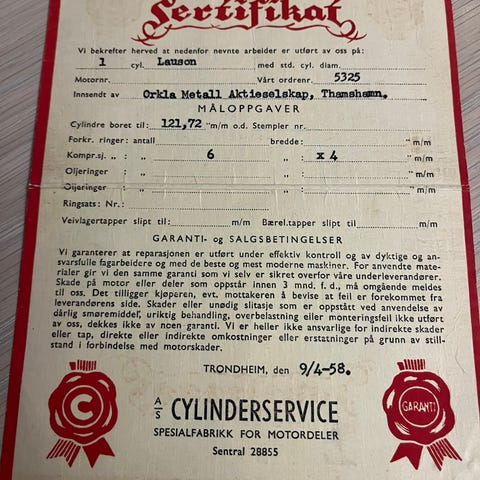 Sertifikat
Vi bekrefter herved at nedenfor nevnte arbeider er utført av oss på:
1 cyl. Lauson med std. cyl. diam.
Motornr. Vårt ordrenr. 5325
Innsendt av Orkla Metall Aktieselskap, Thamshamn.
MÅLOPPGAVER
Cylindre boret til: 121,72 m/m o.d. Stempler nr.
Forkr. ringer: antall bredde: m/m
Kompr.sj. „ : „ 6 „ : x 4 m/m
Oljeringer „ : „ „ : m/m
Oljeringer „ : „ „ : m/m
Ringsats: Nr.:
Veivlagertapper slipt til: m/m Bærel.tapper slipt til: m/m
GARANTI- og SALGSBETINGELSER
Vi garanterer at reparasjonen er utført under effektiv kontroll og av dyktige og an-
svarsfulle fagarbeidere og med de beste og mest moderne maskiner. For anvendte mate-
rialer gir vi den samme garanti som vi selv er sikret overfor våre underleverandører.
Skade på motor eller deler som oppstår innen 3 mnd. f. d., må omgående meldes
til oss. Det tilligger kjøperen, evt. mottakeren å bevise at feil er forekommet fra
leverandørens side. Skader eller unødig slitasje som er oppstått ved anvendelse av
dårlig smøremiddel, uriktig behandling, overbelastning eller monteringsfeil ikke utført
av oss, dekkes ikke av noen garanti. Vi er heller ikke ansvarlige for indirekte skader
eller tap, direkte eller indirekte omkostninger eller erstatninger på grunn av still-
stand i forbindelse med motorskader.
TRONDHEIM, den 9/4-58.
A/S CYLINDERSERVICE
SPESIALFABRIKK FOR MOTORDELER
Sentral 28855
C
GARANTI